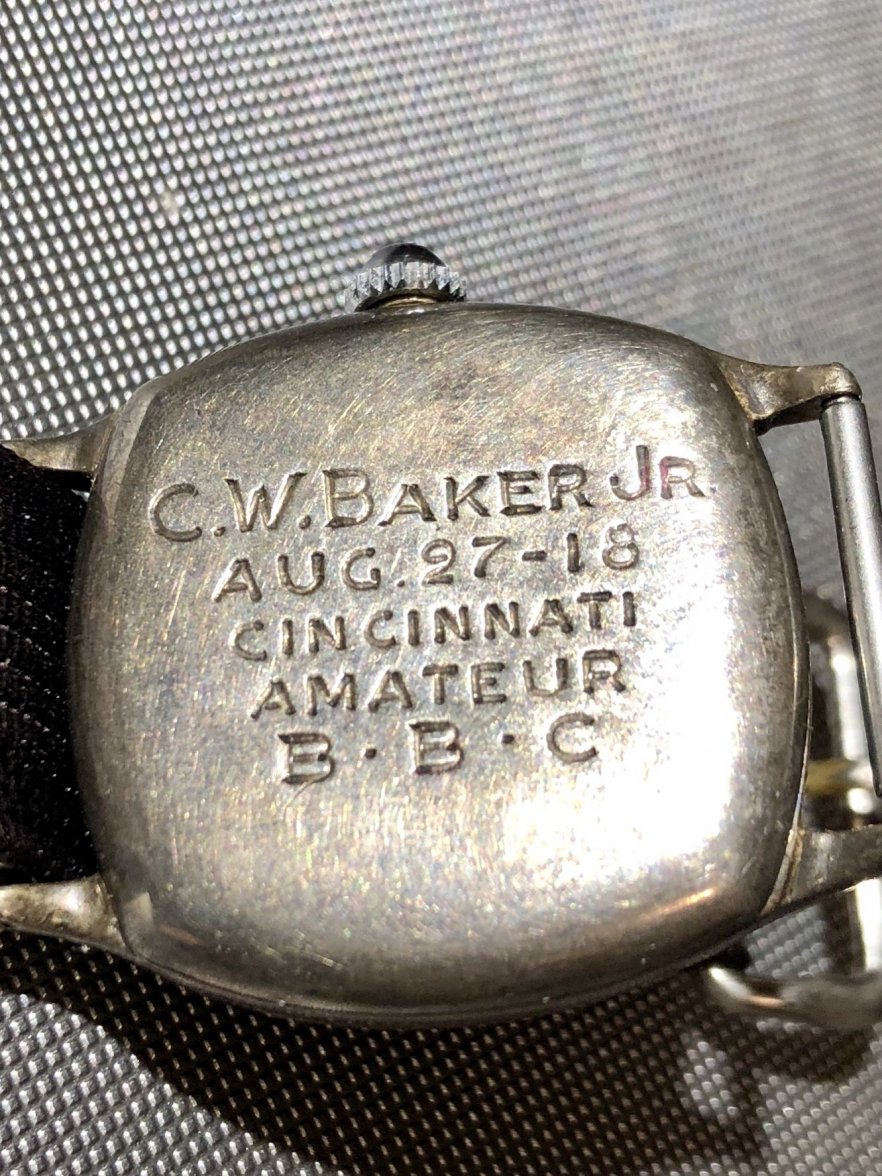 C.W. BAKER JR.
AUG. 27-18
CINCINNATI
AMATEUR
B·B·C